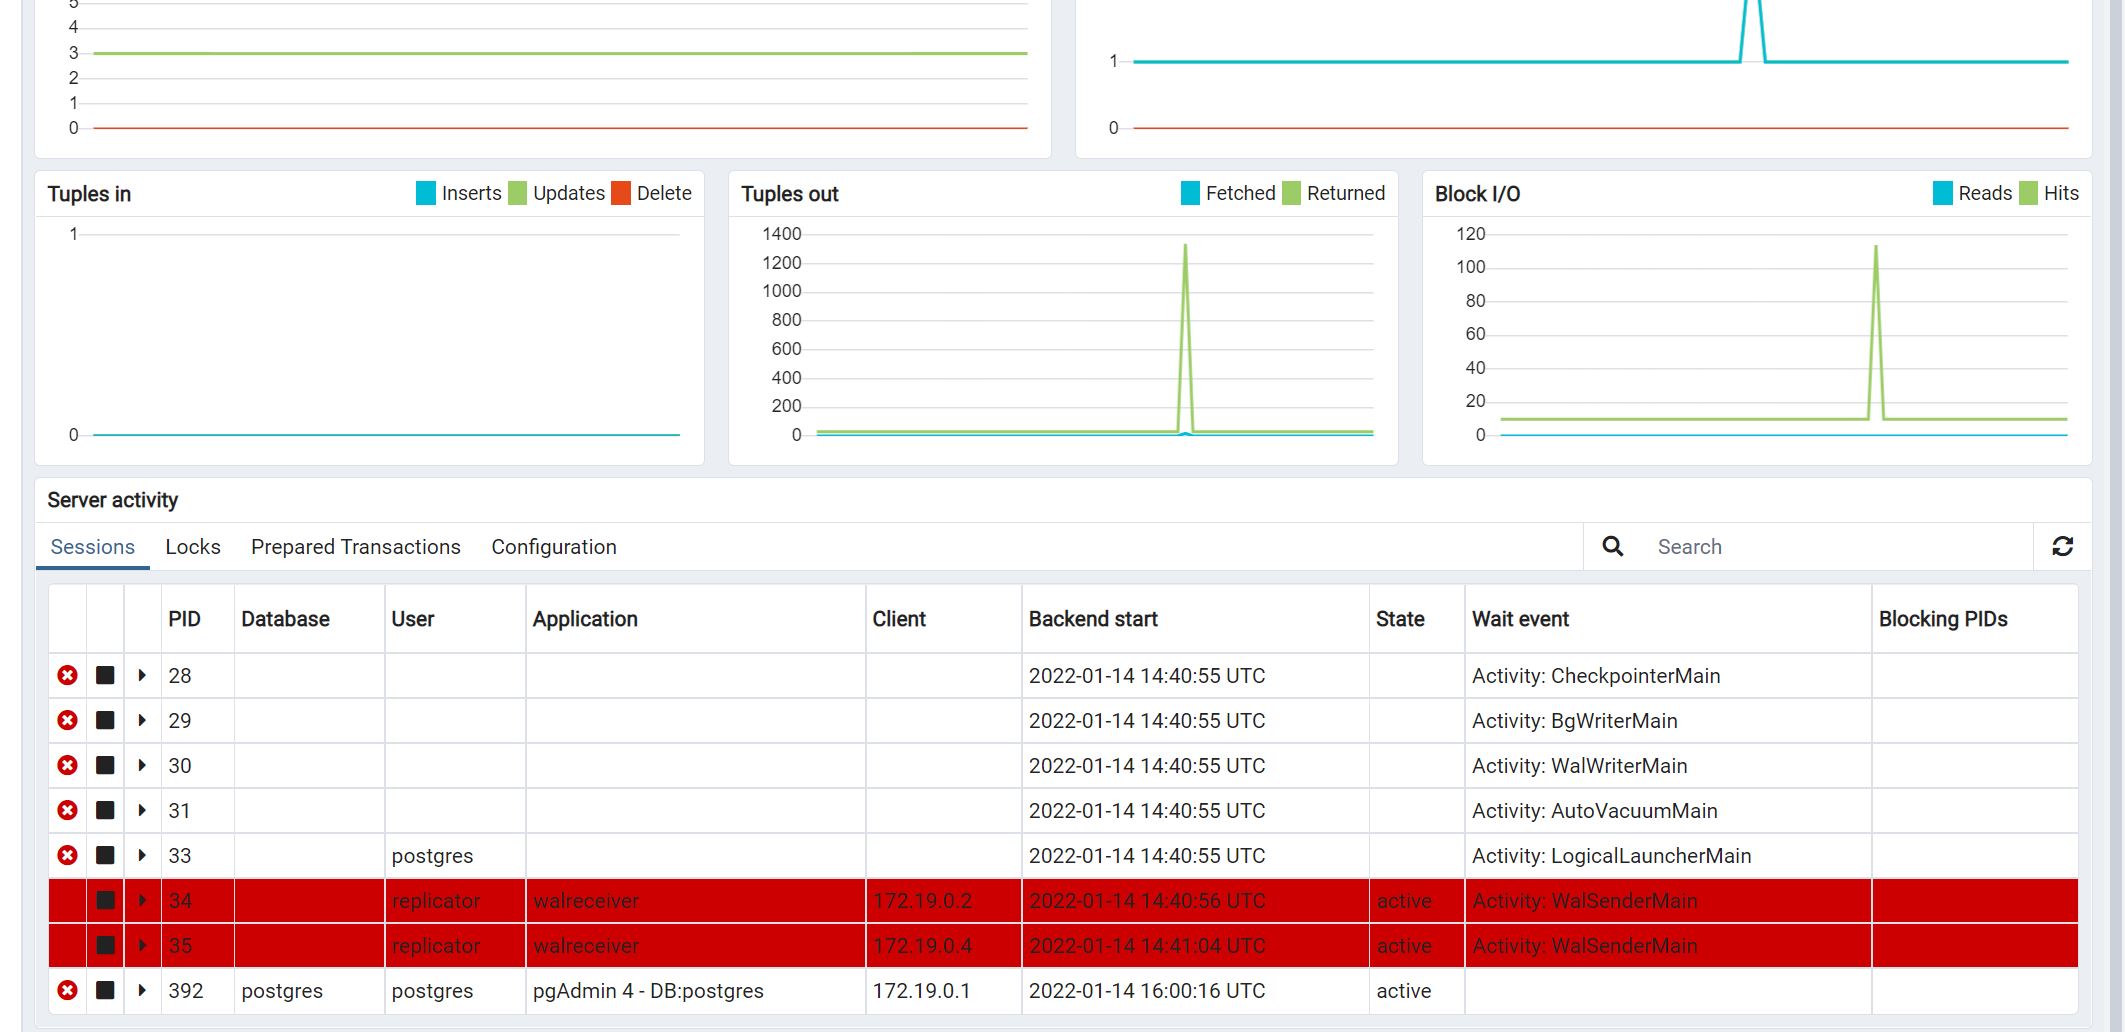 5
4
3
2
1
0
1
0
Tuples in
Inserts Updates Delete
1
0
Tuples out
Fetched Returned
1400
1200
1000
800
600
400
200
0
Block I/O
Reads Hits
120
100
80
60
40
20
0
Server activity
Sessions Locks Prepared Transactions Configuration Search
PID Database User Application Client Backend start State Wait event Blocking PIDs
28 2022-01-14 14:40:55 UTC Activity: CheckpointerMain
29 2022-01-14 14:40:55 UTC Activity: BgWriterMain
30 2022-01-14 14:40:55 UTC Activity: WalWriterMain
31 2022-01-14 14:40:55 UTC Activity: AutoVacuumMain
33 postgres 2022-01-14 14:40:55 UTC Activity: LogicalLauncherMain
34 replicator walreceiver 172.19.0.2 2022-01-14 14:40:56 UTC active Activity: WalSenderMain
35 replicator walreceiver 172.19.0.4 2022-01-14 14:41:04 UTC active Activity: WalSenderMain
392 postgres postgres pgAdmin 4 - DB:postgres 172.19.0.1 2022-01-14 16:00:16 UTC active